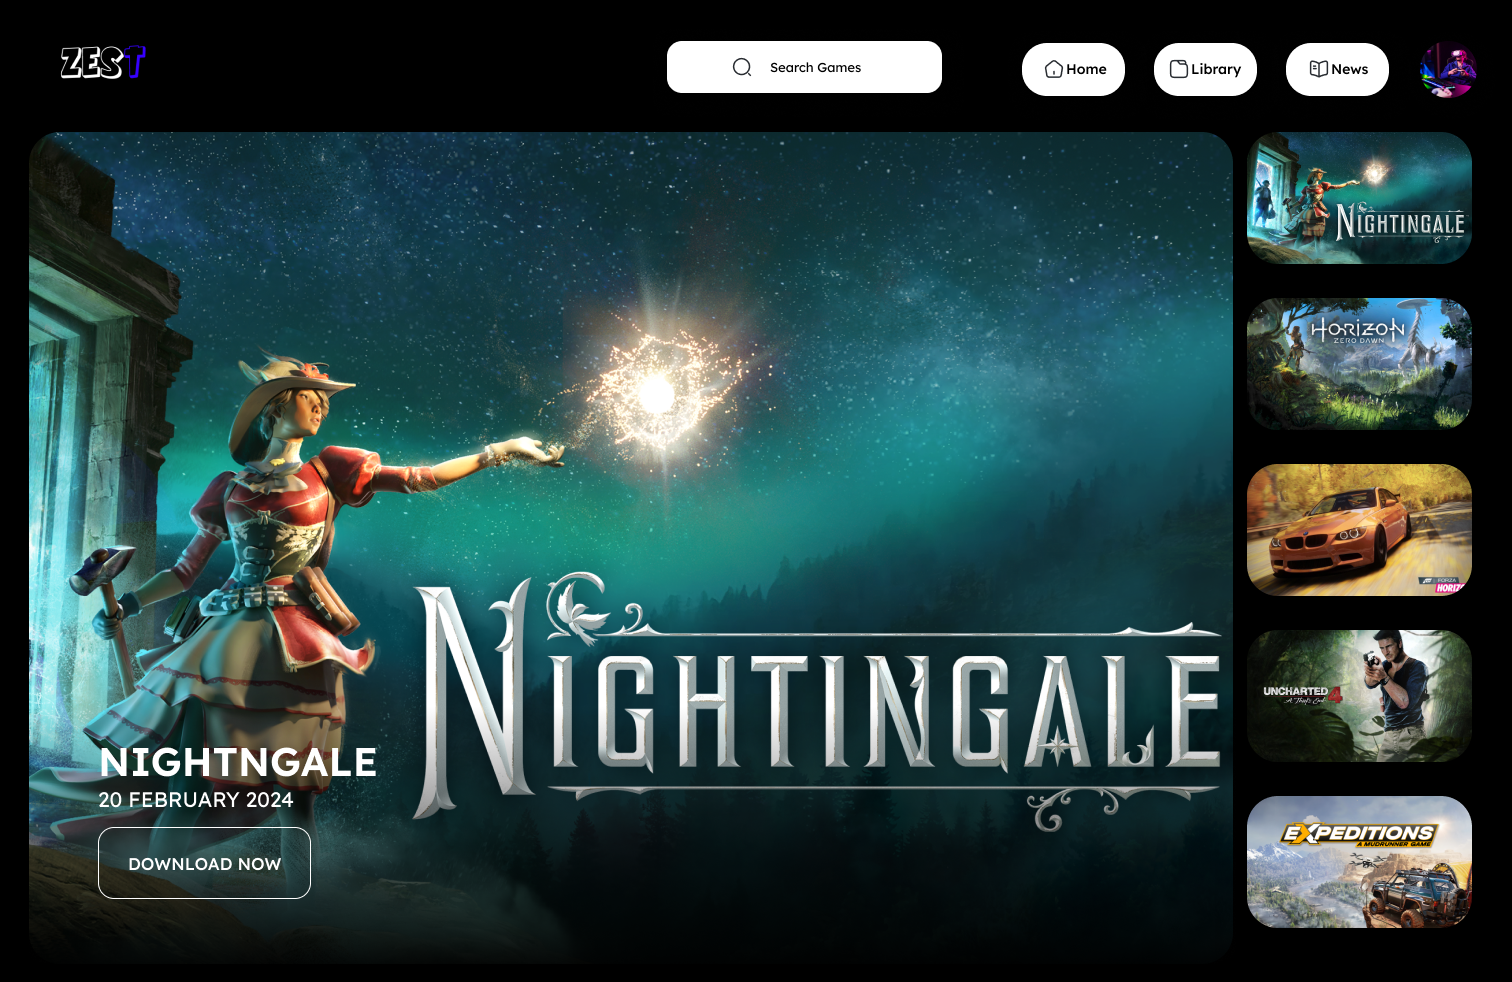 ZEST
Search Games
Home
Library
News
NIGHTINGALE
NIGHTNGALE
20 FEBRUARY 2024
DOWNLOAD NOW
NIGHTINGALE
HORIZON
ZERO DAWN
FORZA
HORIZ
UNCHARTED 4
A Thief's End
EXPEDITIONS
A MUDRUNNER GAME